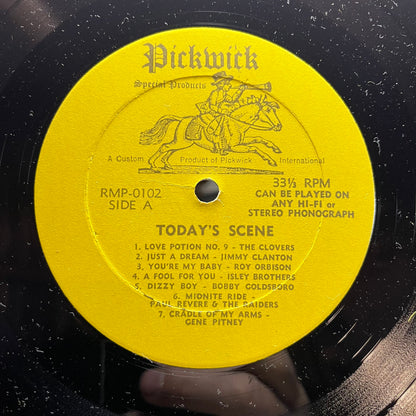 Pickwick
Special Products
A Custom Product of Pickwick International
RMP-0102
SIDE A
33⅓ RPM
CAN BE PLAYED ON
ANY HI-FI or
STEREO PHONOGRAPH
TODAY'S SCENE
1. LOVE POTION NO. 9 - THE CLOVERS
2. JUST A DREAM - JIMMY CLANTON
3. YOU'RE MY BABY - ROY ORBISON
4. A FOOL FOR YOU - ISLEY BROTHERS
5. DIZZY BOY - BOBBY GOLDSBORO
6. MIDNITE RIDE -
PAUL REVERE & THE RAIDERS
7. CRADLE OF MY ARMS -
GENE PITNEY